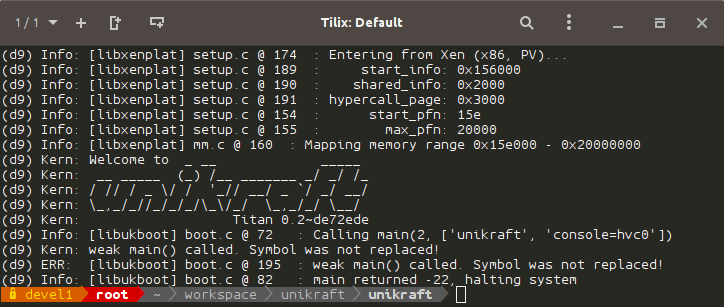 1 / 1
Tilix: Default
(d9) Info: [libxenplat] setup.c @ 174  : Entering from Xen (x86, PV)...
(d9) Info: [libxenplat] setup.c @ 189  :     start_info: 0x156000
(d9) Info: [libxenplat] setup.c @ 190  :    shared_info: 0x2000
(d9) Info: [libxenplat] setup.c @ 191  : hypercall_page: 0x3000
(d9) Info: [libxenplat] setup.c @ 154  :      start_pfn: 15e
(d9) Info: [libxenplat] setup.c @ 155  :        max_pfn: 20000
(d9) Info: [libxenplat] mm.c @ 160  : Mapping memory range 0x15e000 - 0x20000000
(d9) Kern: Welcome to  _ __             _____
(d9) Kern:  __ _____  (_) /__ _______ _/ _/ /_
(d9) Kern: / // / _ \/ /  '_// __/ _ `/ _/ __/
(d9) Kern: \_,_/_//_/_/_/\_\/_/  \_,_/_/ \__/
(d9) Kern:                   Titan 0.2~de72ede
(d9) Info: [libukboot] boot.c @ 72   : Calling main(2, ['unikraft', 'console=hvc0'])
(d9) Kern: weak main() called. Symbol was not replaced!
(d9) ERR:  [libukboot] boot.c @ 195  : weak main() called. Symbol was not replaced!
(d9) Info: [libukboot] boot.c @ 82   : main returned -22, halting system
devel1 root ~ workspace unikraft unikraft